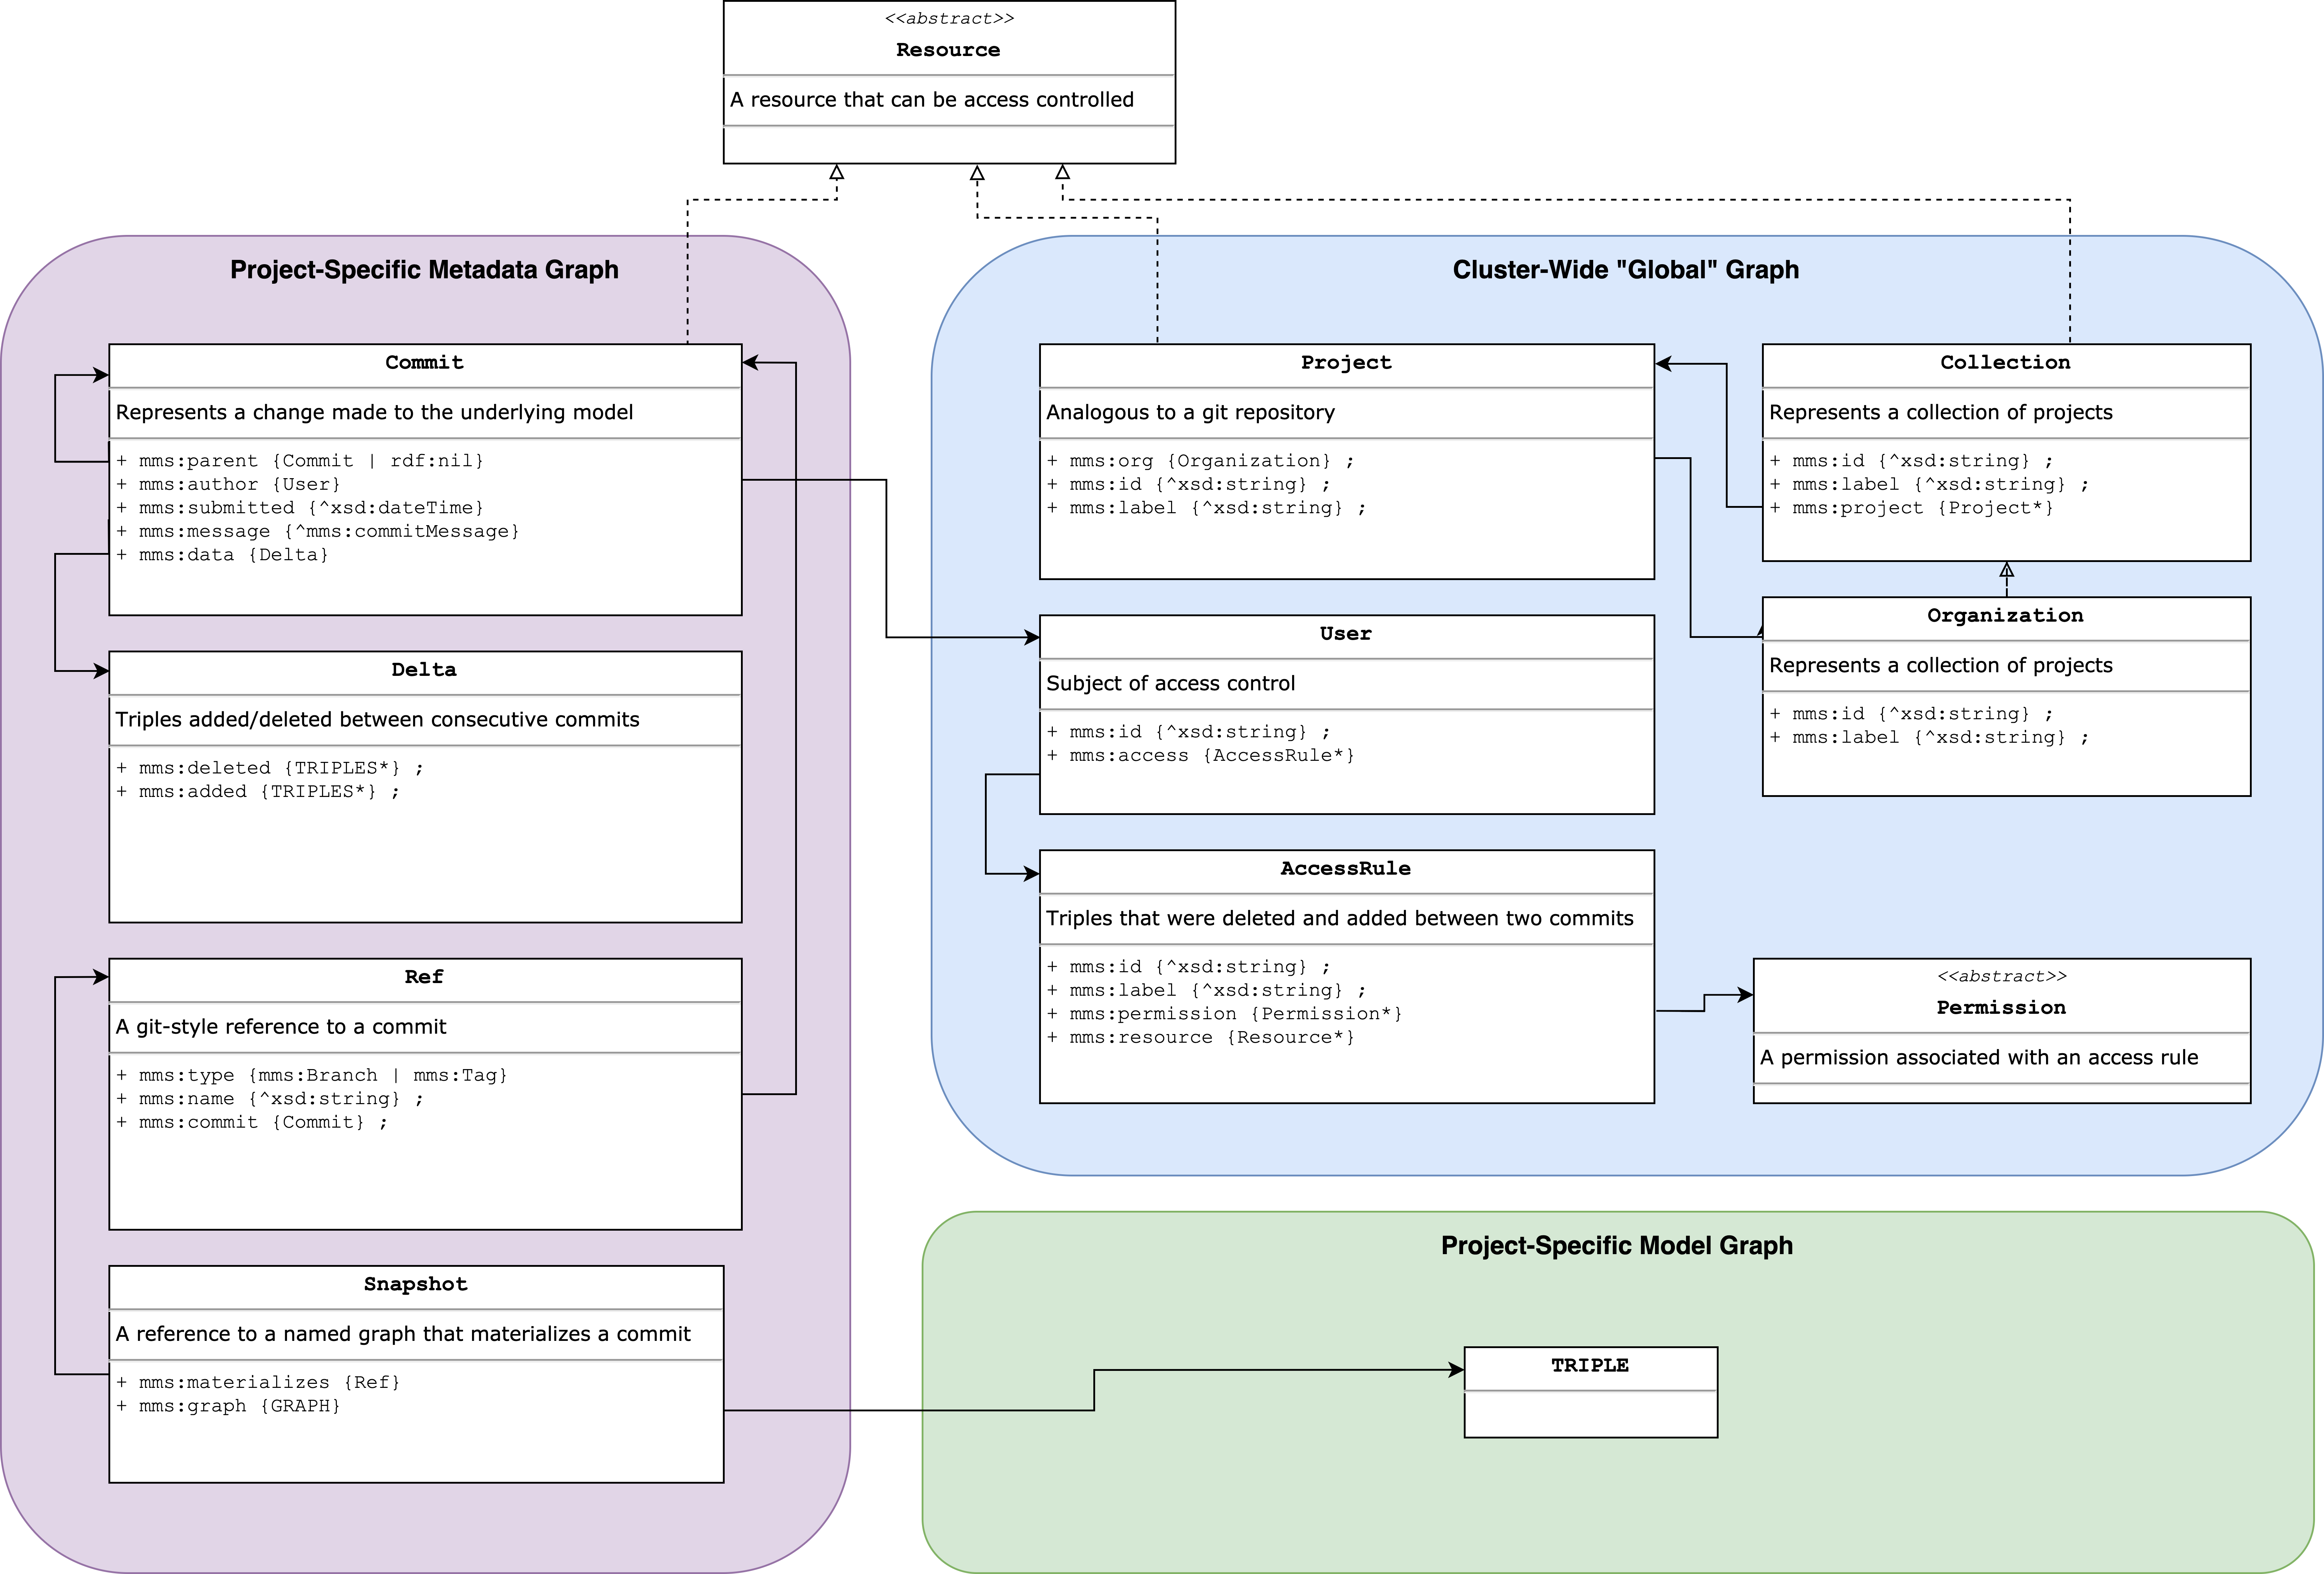 <<abstract>>
Resource
A resource that can be access controlled
Project-Specific Metadata Graph
Commit
Represents a change made to the underlying model
+ mms:parent {Commit | rdf:nil}
+ mms:author {User}
+ mms:submitted {^xsd:dateTime}
+ mms:message {^mms:commitMessage}
+ mms:data {Delta}
Delta
Triples added/deleted between consecutive commits
+ mms:deleted {TRIPLES*} ;
+ mms:added {TRIPLES*} ;
Ref
A git-style reference to a commit
+ mms:type {mms:Branch | mms:Tag}
+ mms:name {^xsd:string} ;
+ mms:commit {Commit} ;
Snapshot
A reference to a named graph that materializes a commit
+ mms:materializes {Ref}
+ mms:graph {GRAPH}
Cluster-Wide "Global" Graph
Project
Analogous to a git repository
+ mms:org {Organization} ;
+ mms:id {^xsd:string} ;
+ mms:label {^xsd:string} ;
Collection
Represents a collection of projects
+ mms:id {^xsd:string} ;
+ mms:label {^xsd:string} ;
+ mms:project {Project*}
User
Subject of access control
+ mms:id {^xsd:string} ;
+ mms:access {AccessRule*}
Organization
Represents a collection of projects
+ mms:id {^xsd:string} ;
+ mms:label {^xsd:string} ;
AccessRule
Triples that were deleted and added between two commits
+ mms:id {^xsd:string} ;
+ mms:label {^xsd:string} ;
+ mms:permission {Permission*}
+ mms:resource {Resource*}
<<abstract>>
Permission
A permission associated with an access rule
Project-Specific Model Graph
TRIPLE